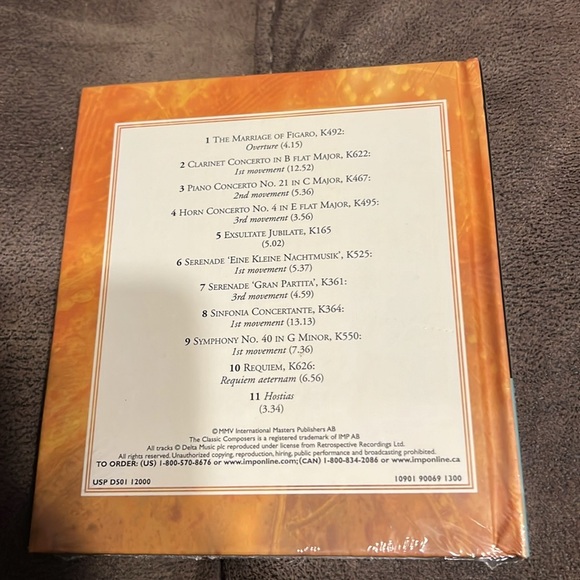 1 THE MARRIAGE OF FIGARO, K492:
Overture (4.15)
2 CLARINET CONCERTO IN B FLAT MAJOR, K622:
1st movement (12.52)
3 PIANO CONCERTO NO. 21 IN C MAJOR, K467:
2nd movement (5.36)
4 HORN CONCERTO NO. 4 IN E FLAT MAJOR, K495:
3rd movement (3.56)
5 EXSULTATE JUBILATE, K165
(5.02)
6 SERENADE 'EINE KLEINE NACHTMUSIK', K525:
1st movement (5.37)
7 SERENADE 'GRAN PARTITA', K361:
3rd movement (4.59)
8 SINFONIA CONCERTANTE, K364:
1st movement (13.13)
9 SYMPHONY NO. 40 IN G MINOR, K550:
1st movement (7.36)
10 REQUIEM, K626:
Requiem aeternam (6.56)
11 Hostias
(3.34)
© MMV International Masters Publishers AB
The Classic Composers is a registered trademark of IMP AB
All tracks © Delta Music plc reproduced under license from Retrospective Recordings Ltd.
All rights reserved. Unauthorized copying, reproduction, hiring, public performance and broadcasting prohibited.
TO ORDER: (US) 1-800-570-8676 or www.imponline.com; (CAN) 1-800-834-2086 or www.imponline.ca
USP D501 12000 10901 90069 1300